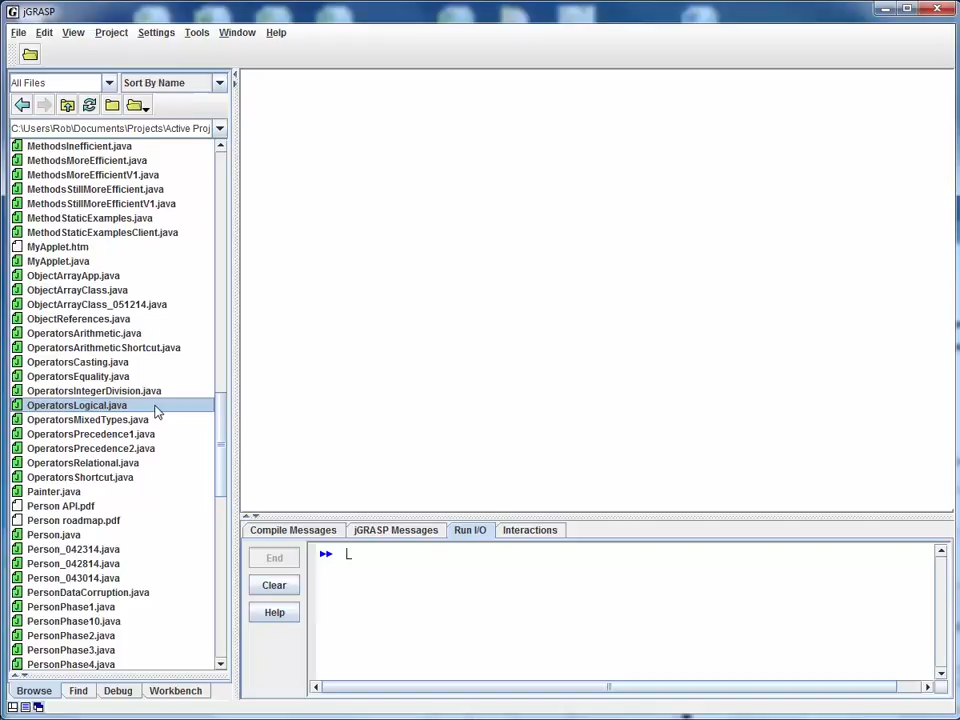 jGRASP
File Edit View Project Settings Tools Window Help
All Files Sort By Name
C:\Users\Rob\Documents\Projects\Active Proj
MethodsInefficient.java
MethodsMoreEfficient.java
MethodsMoreEfficientV1.java
MethodsStillMoreEfficient.java
MethodsStillMoreEfficientV1.java
MethodStaticExamples.java
MethodStaticExamplesClient.java
MyApplet.htm
MyApplet.java
ObjectArrayApp.java
ObjectArrayClass.java
ObjectArrayClass_051214.java
ObjectReferences.java
OperatorsArithmetic.java
OperatorsArithmeticShortcut.java
OperatorsCasting.java
OperatorsEquality.java
OperatorsIntegerDivision.java
OperatorsLogical.java
OperatorsMixedTypes.java
OperatorsPrecedence1.java
OperatorsPrecedence2.java
OperatorsRelational.java
OperatorsShortcut.java
Painter.java
Person API.pdf
Person roadmap.pdf
Person.java
Person_042314.java
Person_042814.java
Person_043014.java
PersonDataCorruption.java
PersonPhase1.java
PersonPhase10.java
PersonPhase2.java
PersonPhase3.java
PersonPhase4.java
Browse Find Debug Workbench
Compile Messages jGRASP Messages Run I/O Interactions
End
Clear
Help